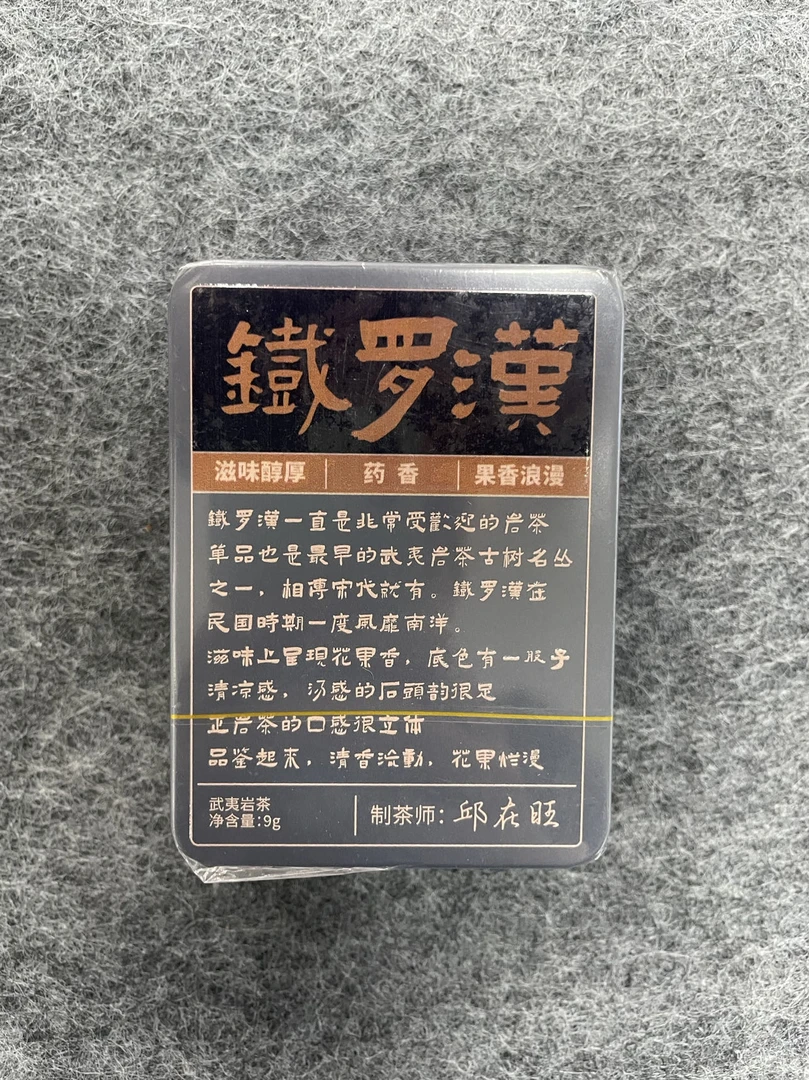 鐵罗漢
滋味醇厚 药香 果香浪漫
鐵罗漢一直是非常受歡迎的岩茶
单品也是最早的武夷岩茶古树名丛
之一，相傳宋代就有。鐵罗漢在
民国時期一度風靡南洋。
滋味上呈現花果香，底色有一股子
清凉感，汤感的石頭韵很足
正岩茶的口感很立体
品鉴起来，清香流動，花果烂漫
武夷岩茶
净含量:9g
制茶师: 邱在旺